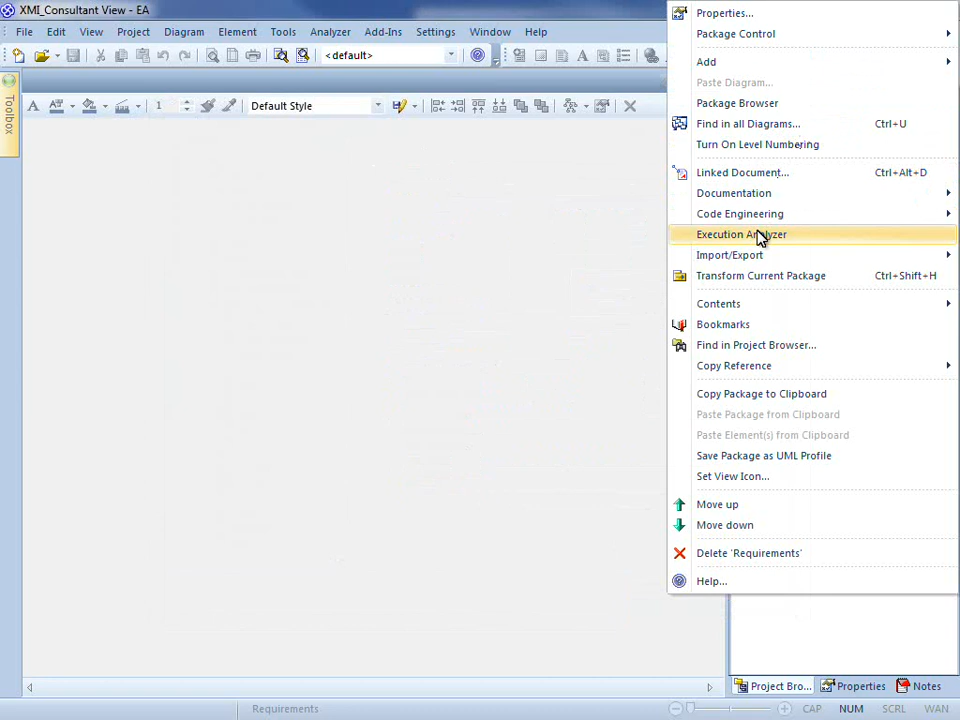 XMI_Consultant View - EA
File Edit View Project Diagram Element Tools Analyzer Add-Ins Settings Window Help
<default>
Toolbox
1 Default Style
Properties...
Package Control
Add
Paste Diagram...
Package Browser
Find in all Diagrams... Ctrl+U
Turn On Level Numbering
Linked Document... Ctrl+Alt+D
Documentation
Code Engineering
Execution Analyzer
Import/Export
Transform Current Package Ctrl+Shift+H
Contents
Bookmarks
Find in Project Browser...
Copy Reference
Copy Package to Clipboard
Paste Package from Clipboard
Paste Element(s) from Clipboard
Save Package as UML Profile
Set View Icon...
Move up
Move down
Delete 'Requirements'
Help...
Project Bro... Properties Notes
Requirements CAP NUM SCRL WAN